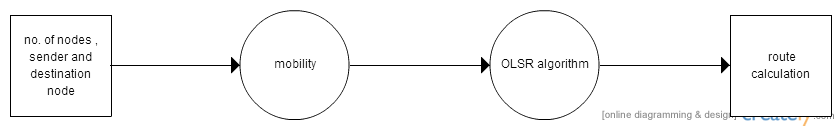 no. of nodes ,
sender and
destination
node
mobility
OLSR algorithm
route
calculation
[online diagramming & design]